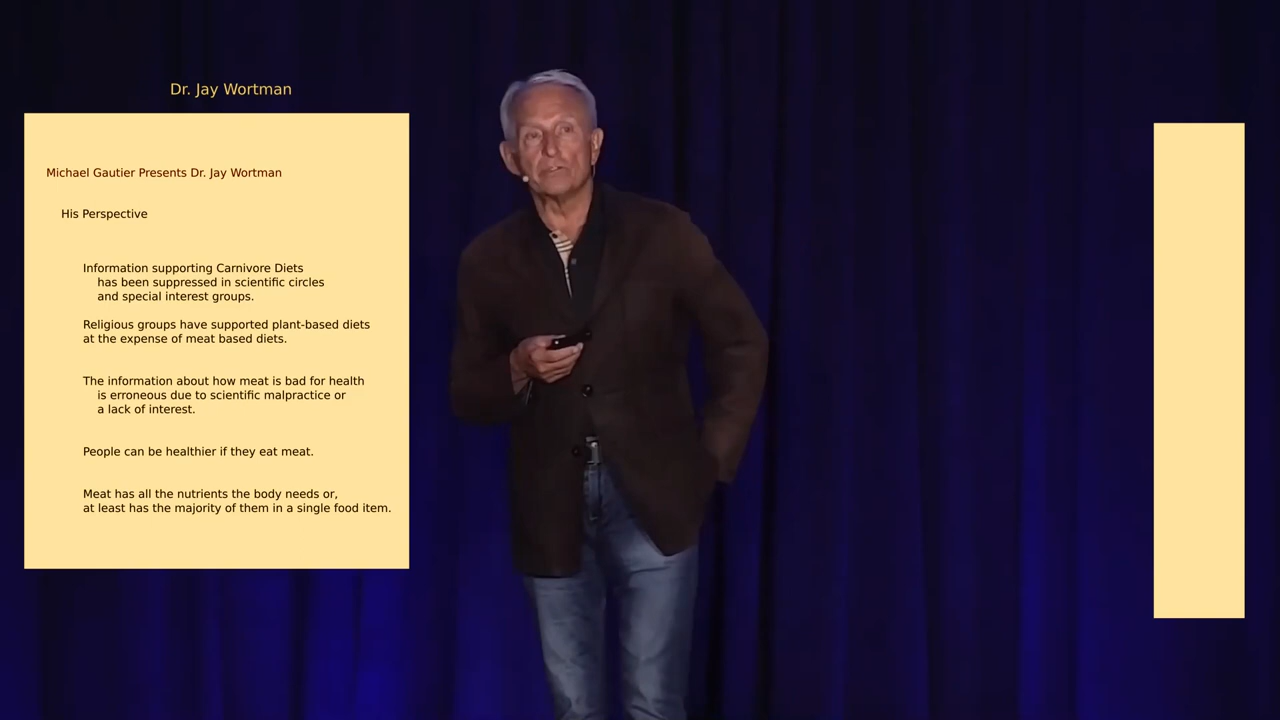 Dr. Jay Wortman
Michael Gautier Presents Dr. Jay Wortman
His Perspective
Information supporting Carnivore Diets
has been suppressed in scientific circles
and special interest groups.
Religious groups have supported plant-based diets
at the expense of meat based diets.
The information about how meat is bad for health
is erroneous due to scientific malpractice or
a lack of interest.
People can be healthier if they eat meat.
Meat has all the nutrients the body needs or,
at least has the majority of them in a single food item.